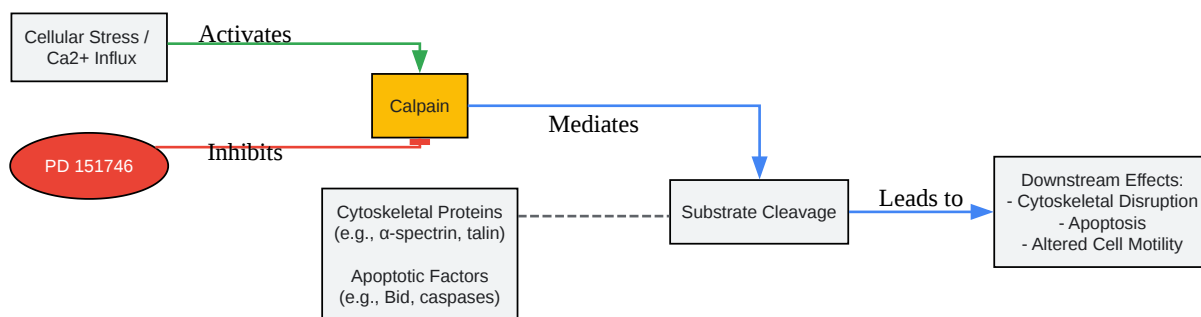 Cellular Stress /
Ca2+ Influx
Activates
Calpain
PD 151746
Inhibits
Mediates
Cytoskeletal Proteins
(e.g., α-spectrin, talin)
Apoptotic Factors
(e.g., Bid, caspases)
Substrate Cleavage
Leads to
Downstream Effects:
- Cytoskeletal Disruption
- Apoptosis
- Altered Cell Motility